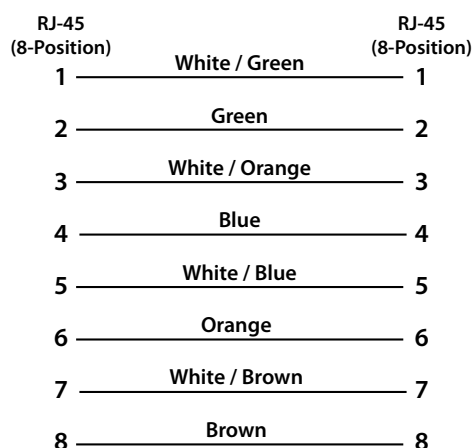 RJ-45 RJ-45
(8-Position) (8-Position)
1 White / Green 1
2 Green 2
3 White / Orange 3
4 Blue 4
5 White / Blue 5
6 Orange 6
7 White / Brown 7
8 Brown 8